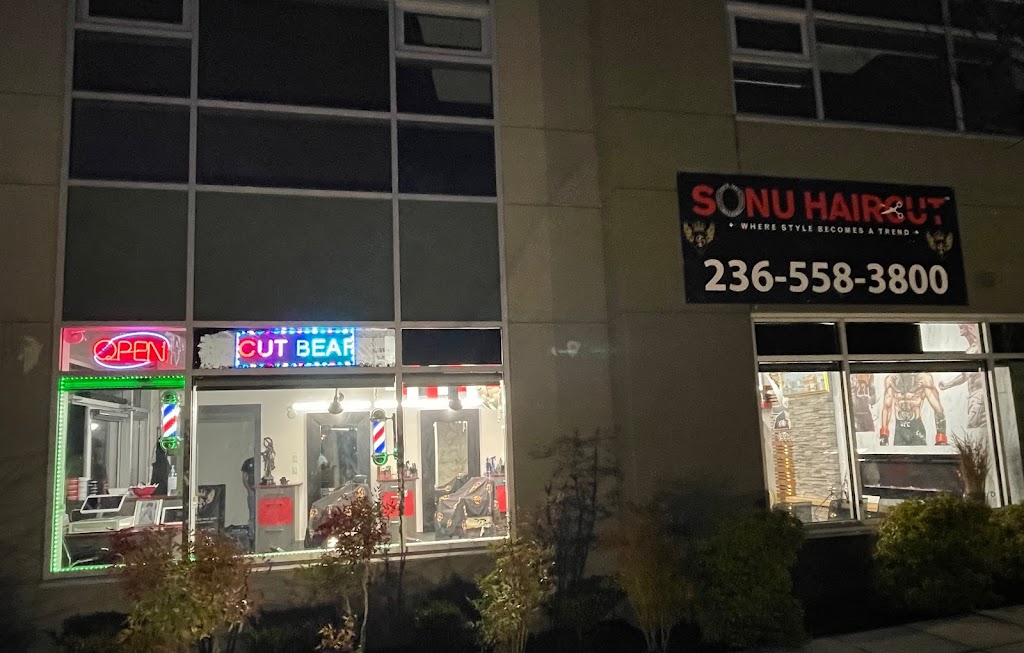 OPEN
CUT BEAR
SONU HAIRCUT
WHERE STYLE BECOMES A TREND
236-558-3800